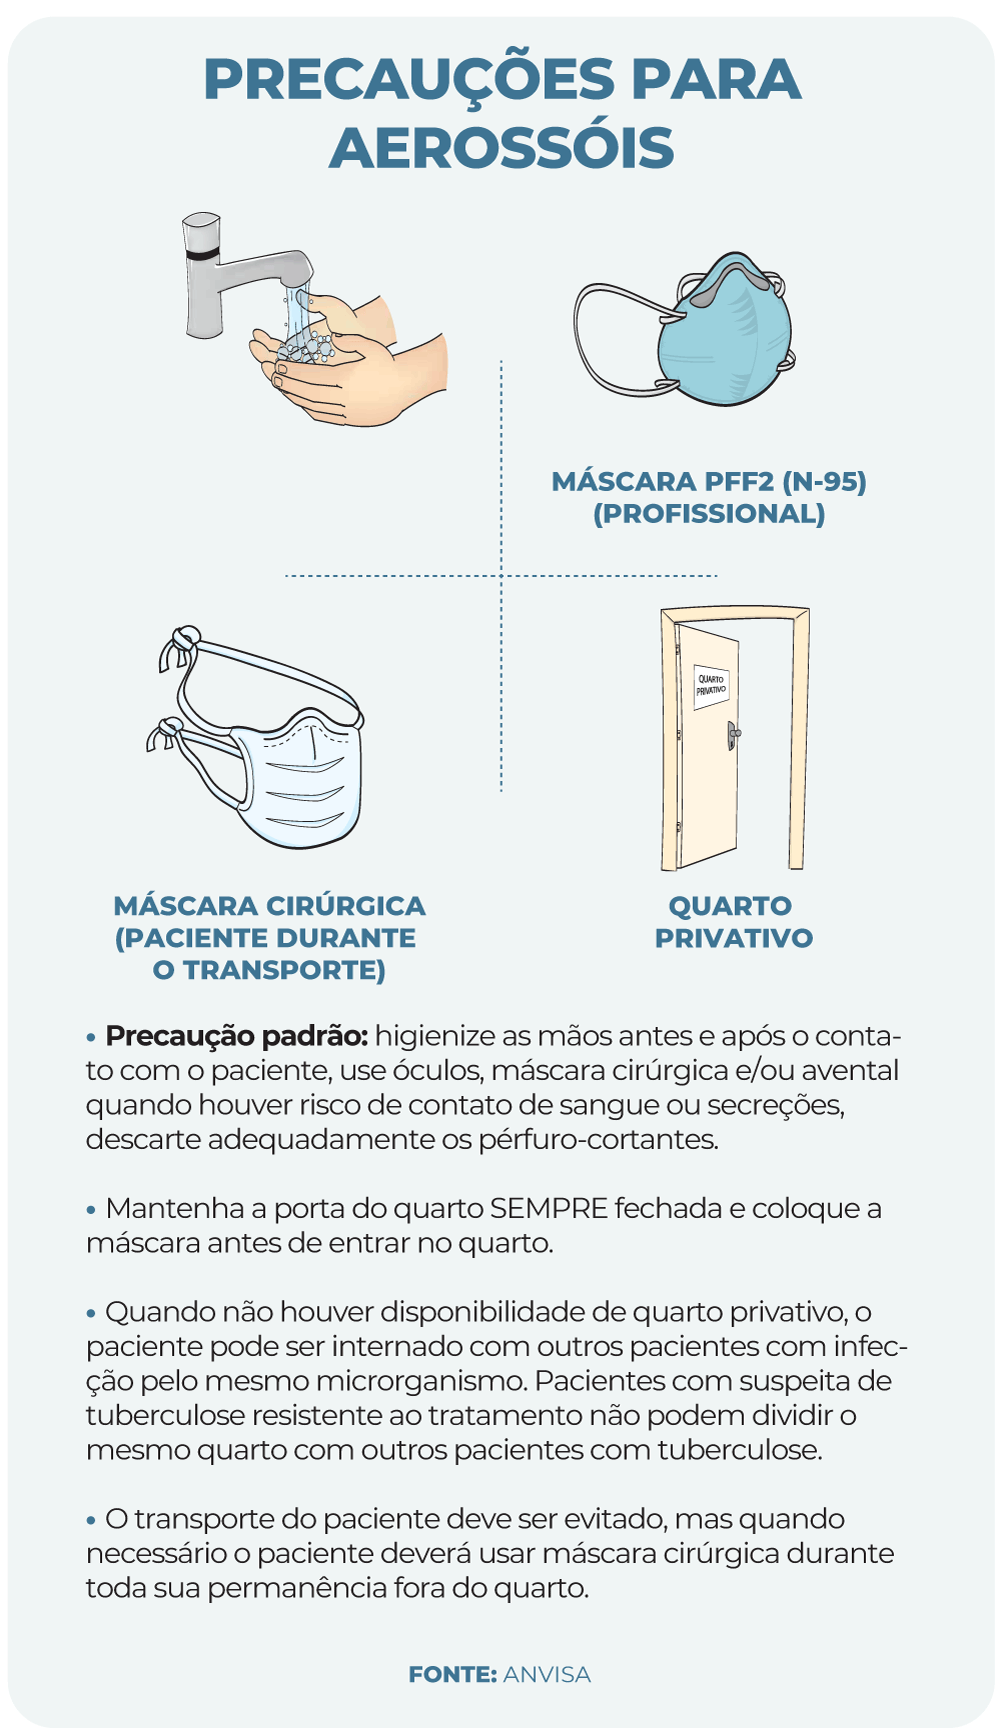 PRECAUÇÕES PARA
AEROSSÓIS
MÁSCARA PFF2 (N-95)
(PROFISSIONAL)
QUARTO
PRIVATIVO
MÁSCARA CIRÚRGICA
(PACIENTE DURANTE
O TRANSPORTE)
QUARTO
PRIVATIVO
• Precaução padrão: higienize as mãos antes e após o conta-
to com o paciente, use óculos, máscara cirúrgica e/ou avental
quando houver risco de contato de sangue ou secreções,
descarte adequadamente os pérfuro-cortantes.
• Mantenha a porta do quarto SEMPRE fechada e coloque a
máscara antes de entrar no quarto.
• Quando não houver disponibilidade de quarto privativo, o
paciente pode ser internado com outros pacientes com infec-
ção pelo mesmo microrganismo. Pacientes com suspeita de
tuberculose resistente ao tratamento não podem dividir o
mesmo quarto com outros pacientes com tuberculose.
• O transporte do paciente deve ser evitado, mas quando
necessário o paciente deverá usar máscara cirúrgica durante
toda sua permanência fora do quarto.
FONTE: ANVISA